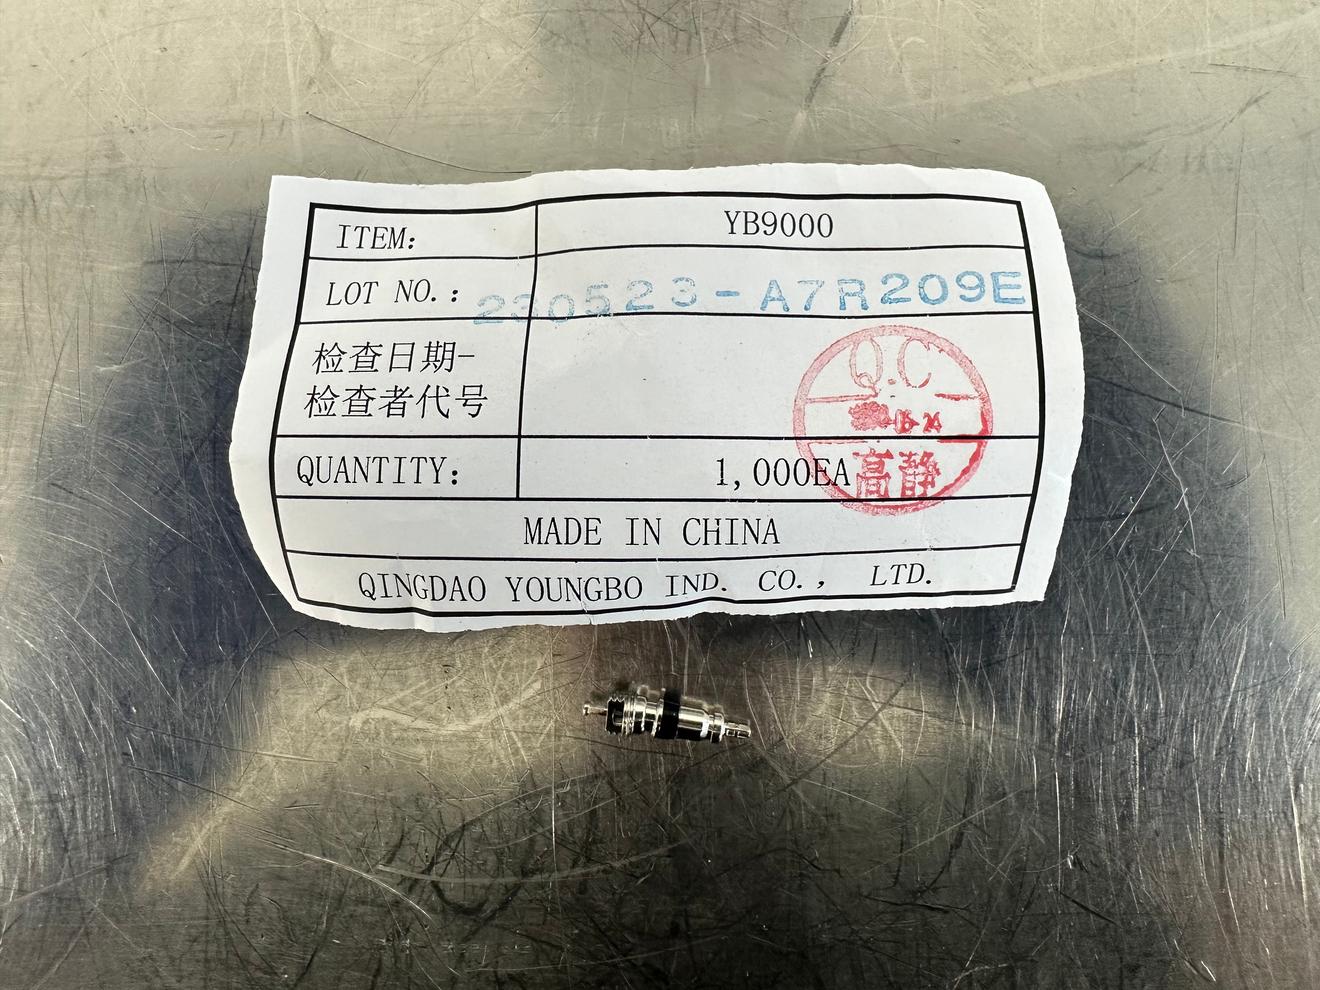 ITEM: YB9000
LOT NO.: 230523-A7R209E
检查日期-
检查者代号
Q.C
高静
QUANTITY: 1,000EA
MADE IN CHINA
QINGDAO YOUNGBO IND. CO., LTD.